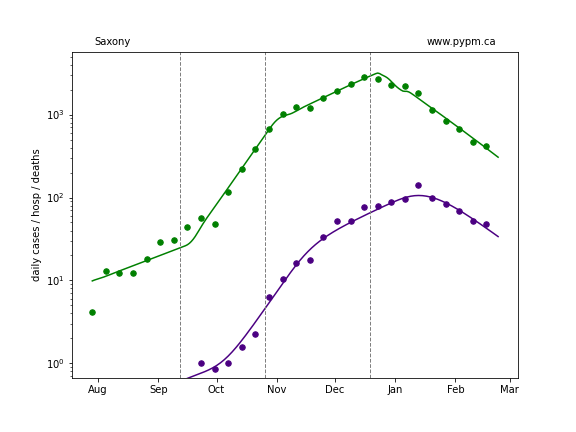 Saxony
www.pypm.ca
daily cases / hosp / deaths
10³
10²
10¹
10⁰
Aug Sep Oct Nov Dec Jan Feb Mar